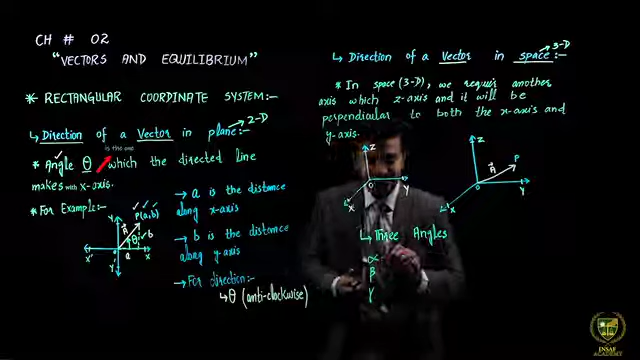 CH # 02
"VECTORS AND EQUILIBRIUM"
* RECTANGULAR COORDINATE SYSTEM:-
↳ Direction of a Vector in plane:- → 2-D
is the one
* Angle θ which the directed line
makes with X-axis.
* For Example:-
Y
P(a,b)
A
θ
b
X'
O
a
X
Y'
→ a is the distance
along x-axis
→ b is the distance
along y-axis
→ For direction:-
↳ θ (anti-clockwise)
↳ Direction of a Vector in space:- → 3-D
* In space (3-D), we require another
axis which z-axis and it will be
perpendicular to both the x-axis and
y-axis.
Z
O
Y
X
Z
A
P
O
Y
X
↳ Three Angles
α
β
γ
INSAF
ACADEMY